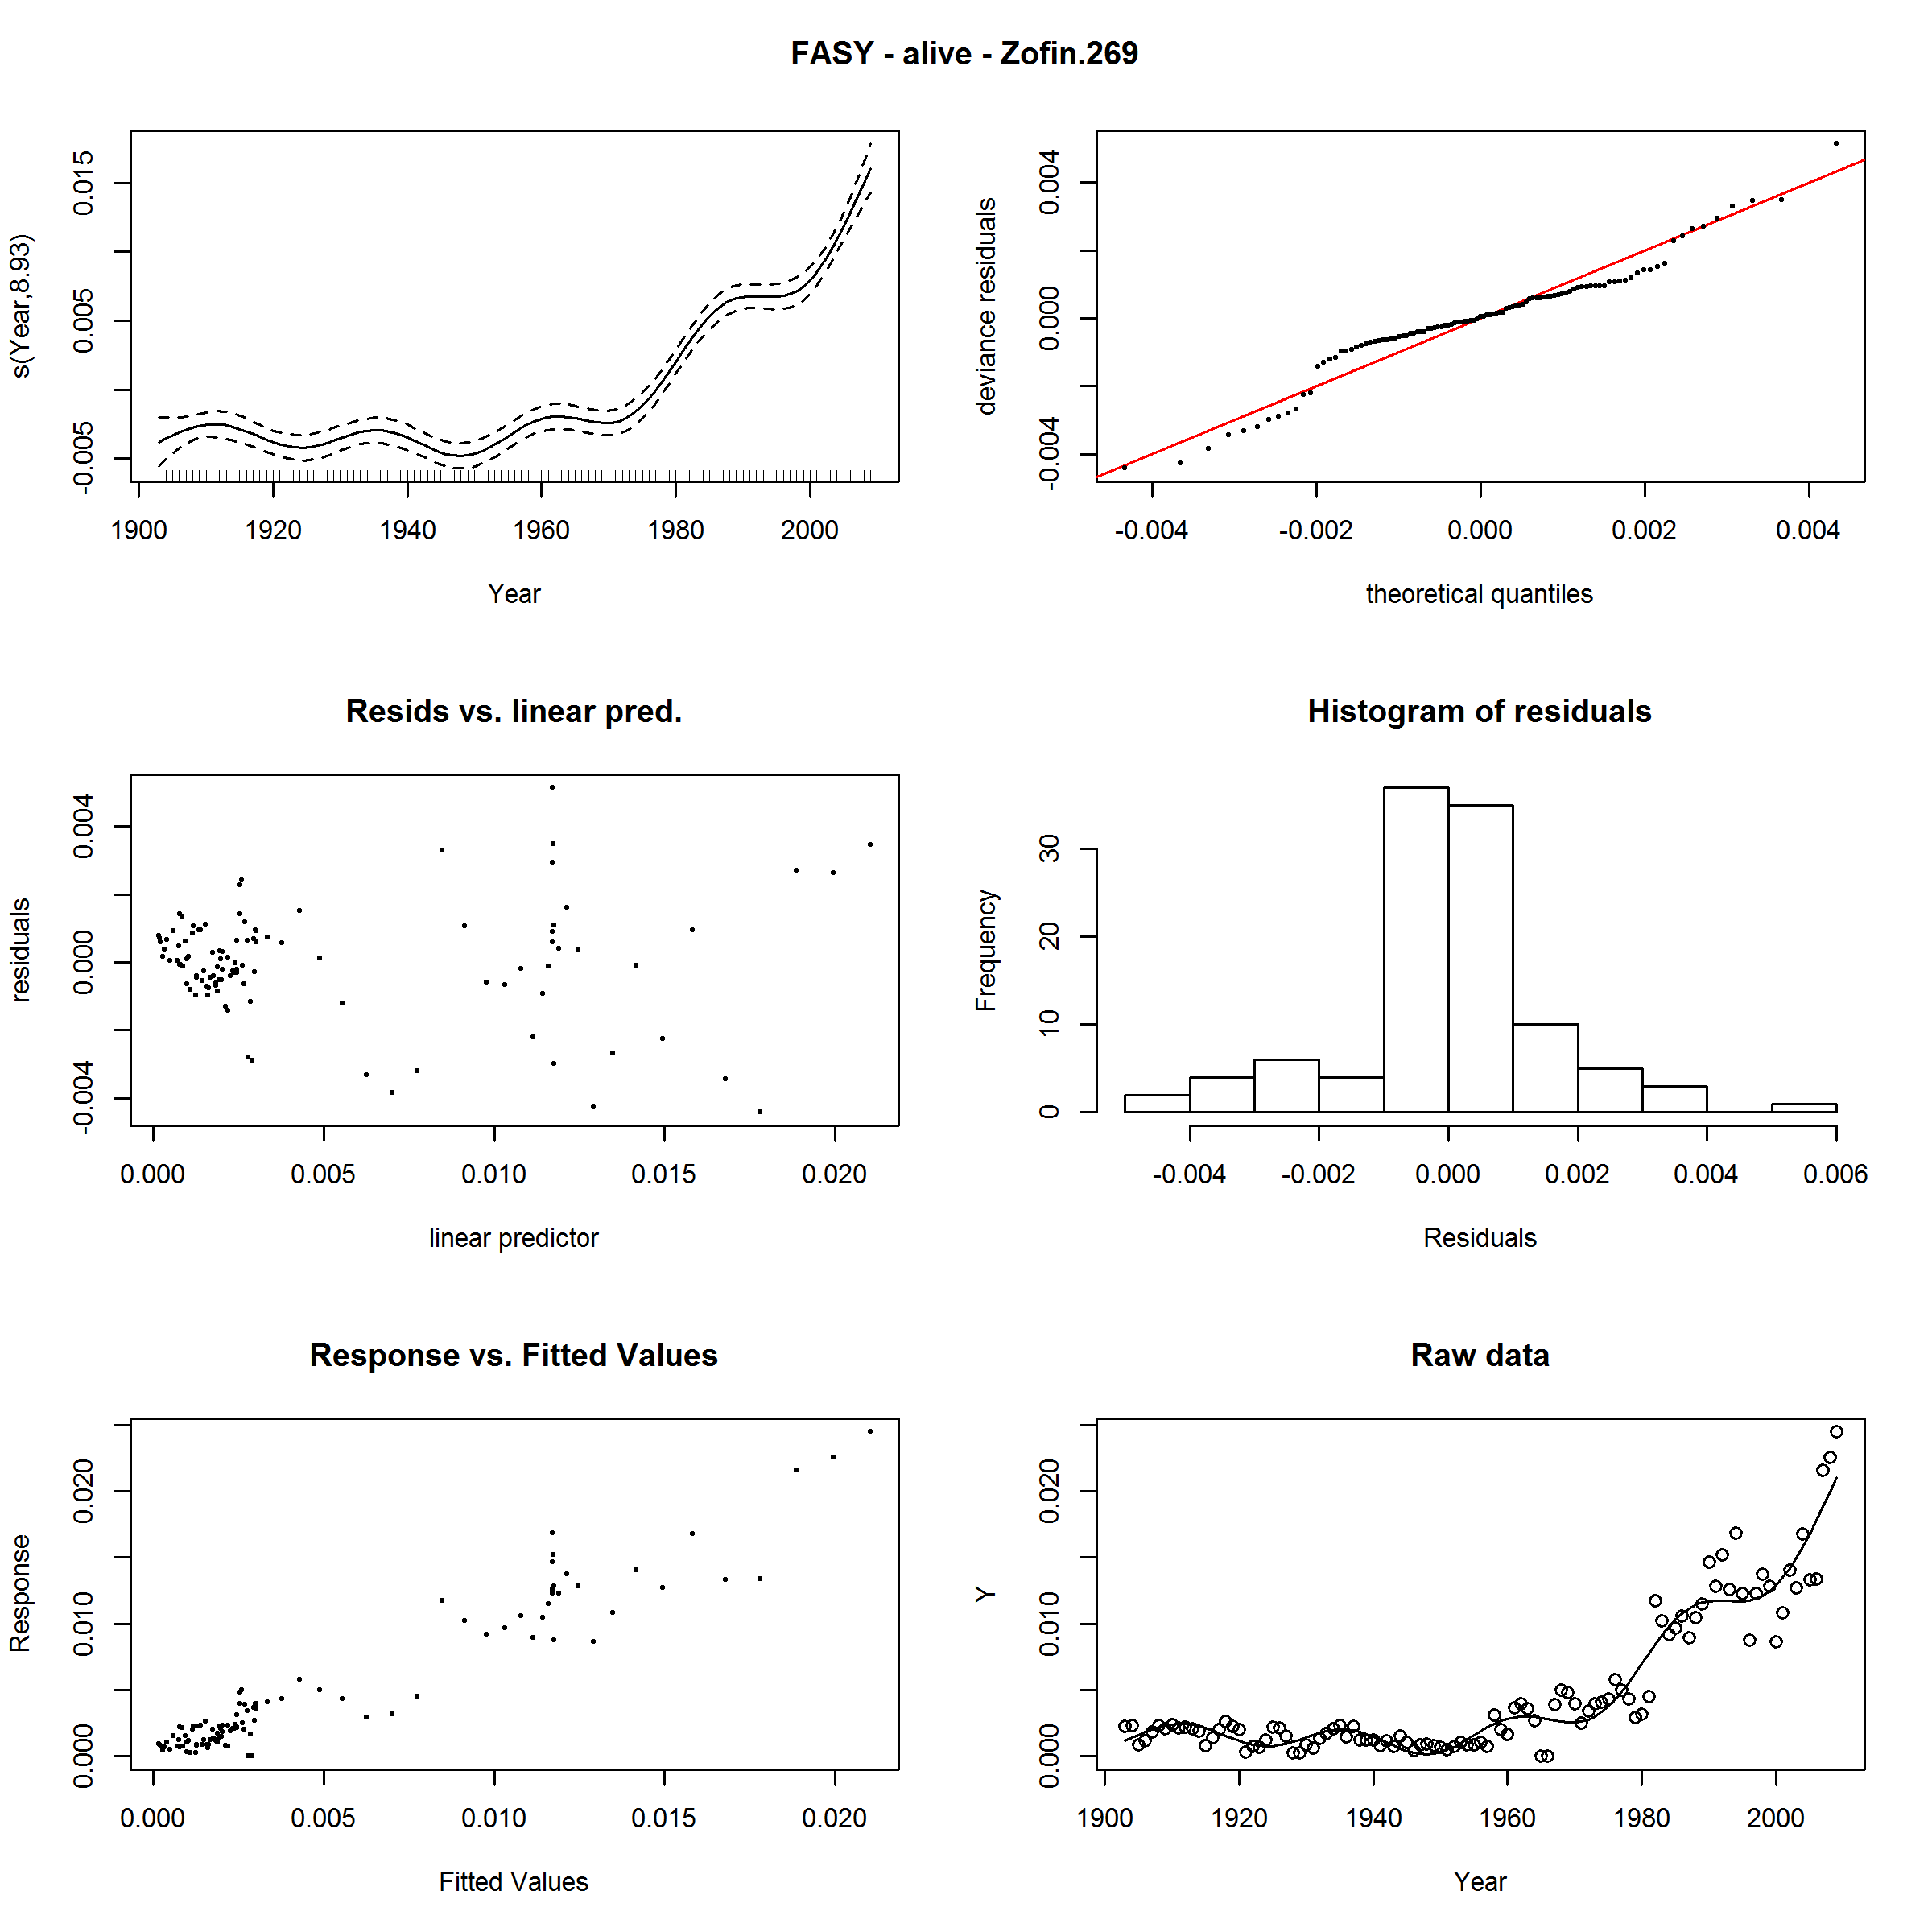 FASY - alive - Zofin.269
s(Year,8.93)
-0.005 0.005 0.015
1900 1920 1940 1960 1980 2000
Year
deviance residuals
-0.004 0.000 0.004
-0.004 -0.002 0.000 0.002 0.004
theoretical quantiles
Resids vs. linear pred.
residuals
-0.004 0.000 0.004
0.000 0.005 0.010 0.015 0.020
linear predictor
Histogram of residuals
Frequency
0 10 20 30
-0.004 -0.002 0.000 0.002 0.004 0.006
Residuals
Response vs. Fitted Values
Response
0.000 0.010 0.020
0.000 0.005 0.010 0.015 0.020
Fitted Values
Raw data
Y
0.000 0.010 0.020
1900 1920 1940 1960 1980 2000
Year